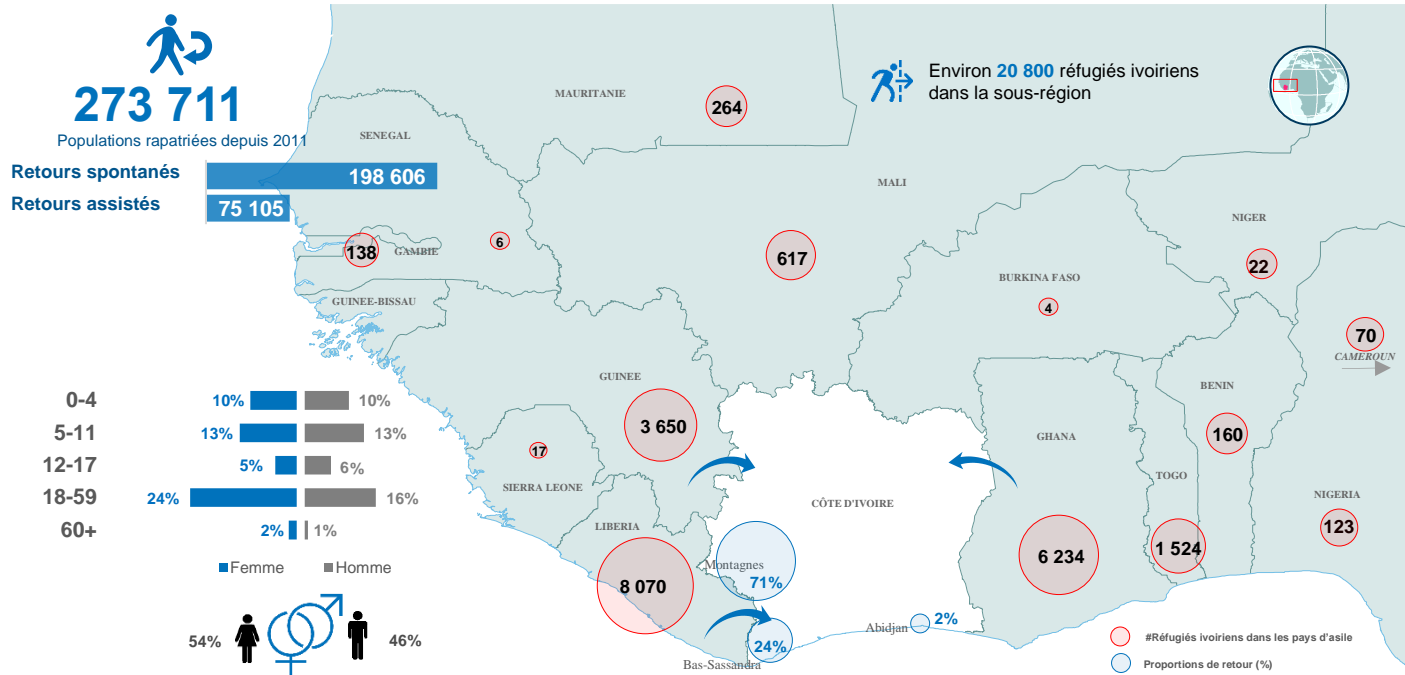 273 711
Populations rapatriées depuis 2011
Retours spontanés
198 606
Retours assistés
75 105
Environ 20 800 réfugiés ivoiriens
dans la sous-région
MAURITANIE
264
SENEGAL
MALI
NIGER
6
138
GAMBIE
617
22
BURKINA FASO
4
GUINEE-BISSAU
70
CAMEROUN
GUINEE
BENIN
3 650
160
GHANA
17
SIERRA LEONE
TOGO
CÔTE D'IVOIRE
NIGERIA
LIBERIA
123
6 234
1 524
Montagnes
71%
8 070
Abidjan
2%
24%
Bas-Sassandra
0-4
10%
10%
5-11
13%
13%
12-17
5%
6%
18-59
24%
16%
60+
2%
1%
Femme
Homme
54%
46%
#Réfugiés ivoiriens dans les pays d'asile
Proportions de retour (%)